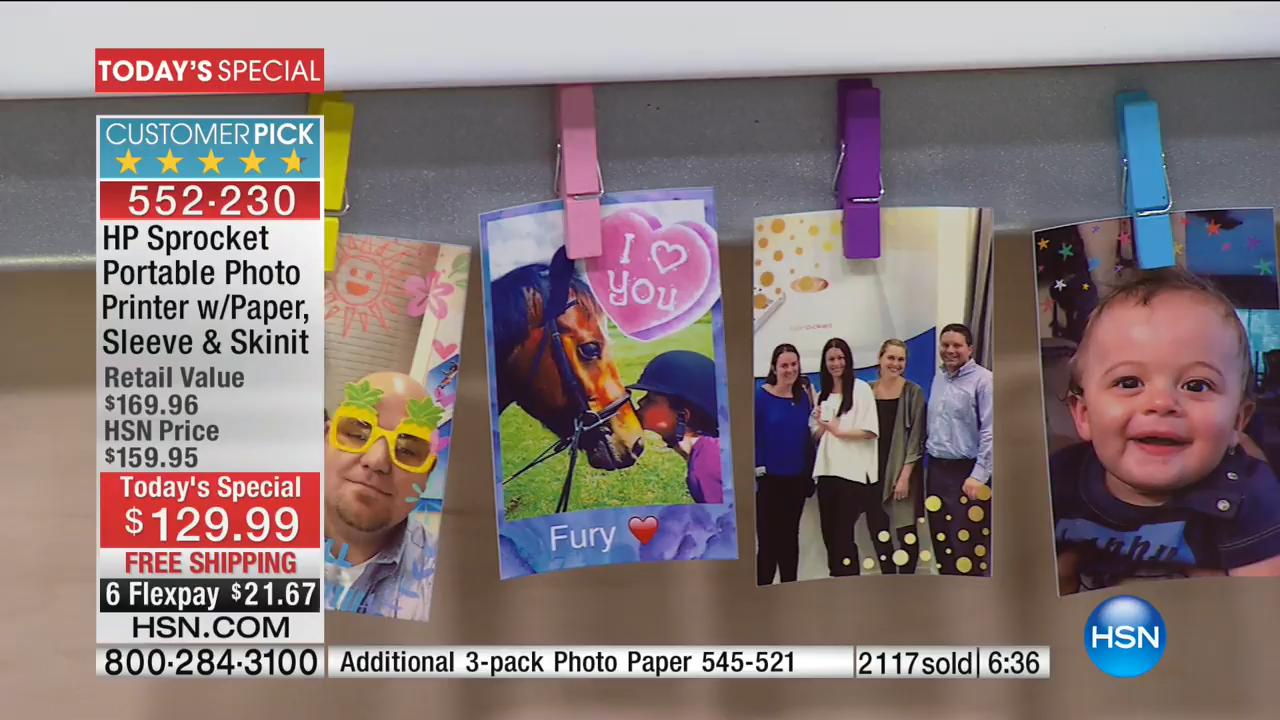 TODAY'S SPECIAL
CUSTOMER PICK
552·230
HP Sprocket
Portable Photo
Printer w/Paper,
Sleeve & Skinit
Retail Value
$169.96
HSN Price
$159.95
Today's Special
$129.99
FREE SHIPPING
6 Flexpay $21.67
HSN.COM
800·284·3100
Additional 3-pack Photo Paper 545-521
2117 sold
6:36
I
You
Fury
HSN